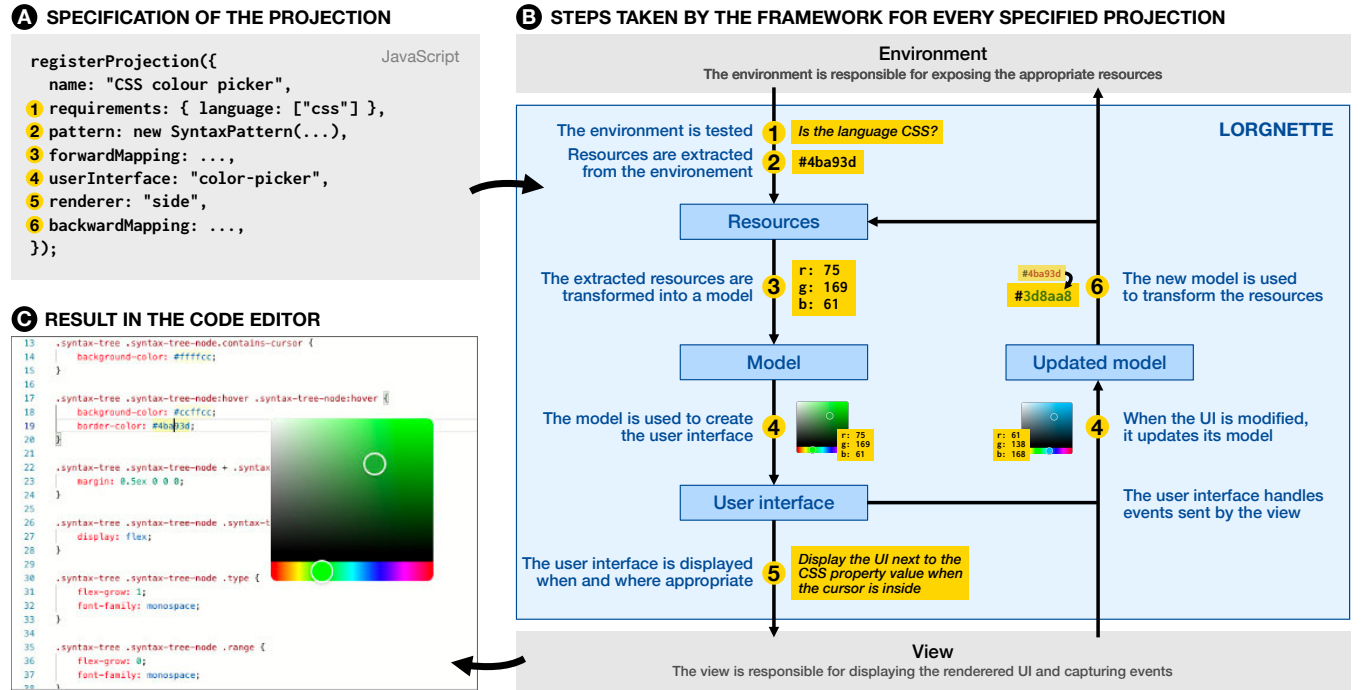 A SPECIFICATION OF THE PROJECTION
JavaScript
registerProjection({
name: "CSS colour picker",
1 requirements: { language: ["css"] },
2 pattern: new SyntaxPattern(...),
3 forwardMapping: ...,
4 userInterface: "color-picker",
5 renderer: "side",
6 backwardMapping: ...,
});
C RESULT IN THE CODE EDITOR
13 .syntax-tree .syntax-tree-node.contains-cursor {
14 background-color: #ffffcc;
15 }
16
17 .syntax-tree .syntax-tree-node:hover .syntax-tree-node:hover {
18 background-color: #ccffcc;
19 border-color: #4ba93d;
20 }
21
22 .syntax-tree .syntax-tree-node + .syntax
23 margin: 0.5ex 0 0 0;
24 }
25
26 .syntax-tree .syntax-tree-node .syntax-t
27 display: flex;
28 }
29
30 .syntax-tree .syntax-tree-node .type {
31 flex-grow: 1;
32 font-family: monospace;
33 }
34
35 .syntax-tree .syntax-tree-node .range {
36 flex-grow: 0;
37 font-family: monospace;
38 }
B STEPS TAKEN BY THE FRAMEWORK FOR EVERY SPECIFIED PROJECTION
Environment
The environment is responsible for exposing the appropriate resources
LORGNETTE
The environment is tested
1
Is the language CSS?
Resources are extracted
from the environement
2
#4ba93d
Resources
The extracted resources are
transformed into a model
3
r: 75
g: 169
b: 61
#4ba93d
#3d8aa8
6
The new model is used
to transform the resources
Model
Updated model
The model is used to create
the user interface
4
r: 75
g: 169
b: 61
r: 61
g: 138
b: 168
4
When the UI is modified,
it updates its model
User interface
The user interface handles
events sent by the view
The user interface is displayed
when and where appropriate
5
Display the UI next to the
CSS property value when
the cursor is inside
View
The view is responsible for displaying the renderered UI and capturing events